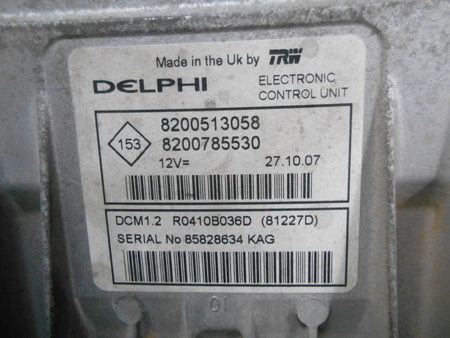 Made in the Uk by TRW
DELPHI ELECTRONIC
CONTROL UNIT
153
8200513058
8200785530
12V= 27.10.07
DCM1.2 R0410B036D (81227D)
SERIAL No 85828634 KAG
01